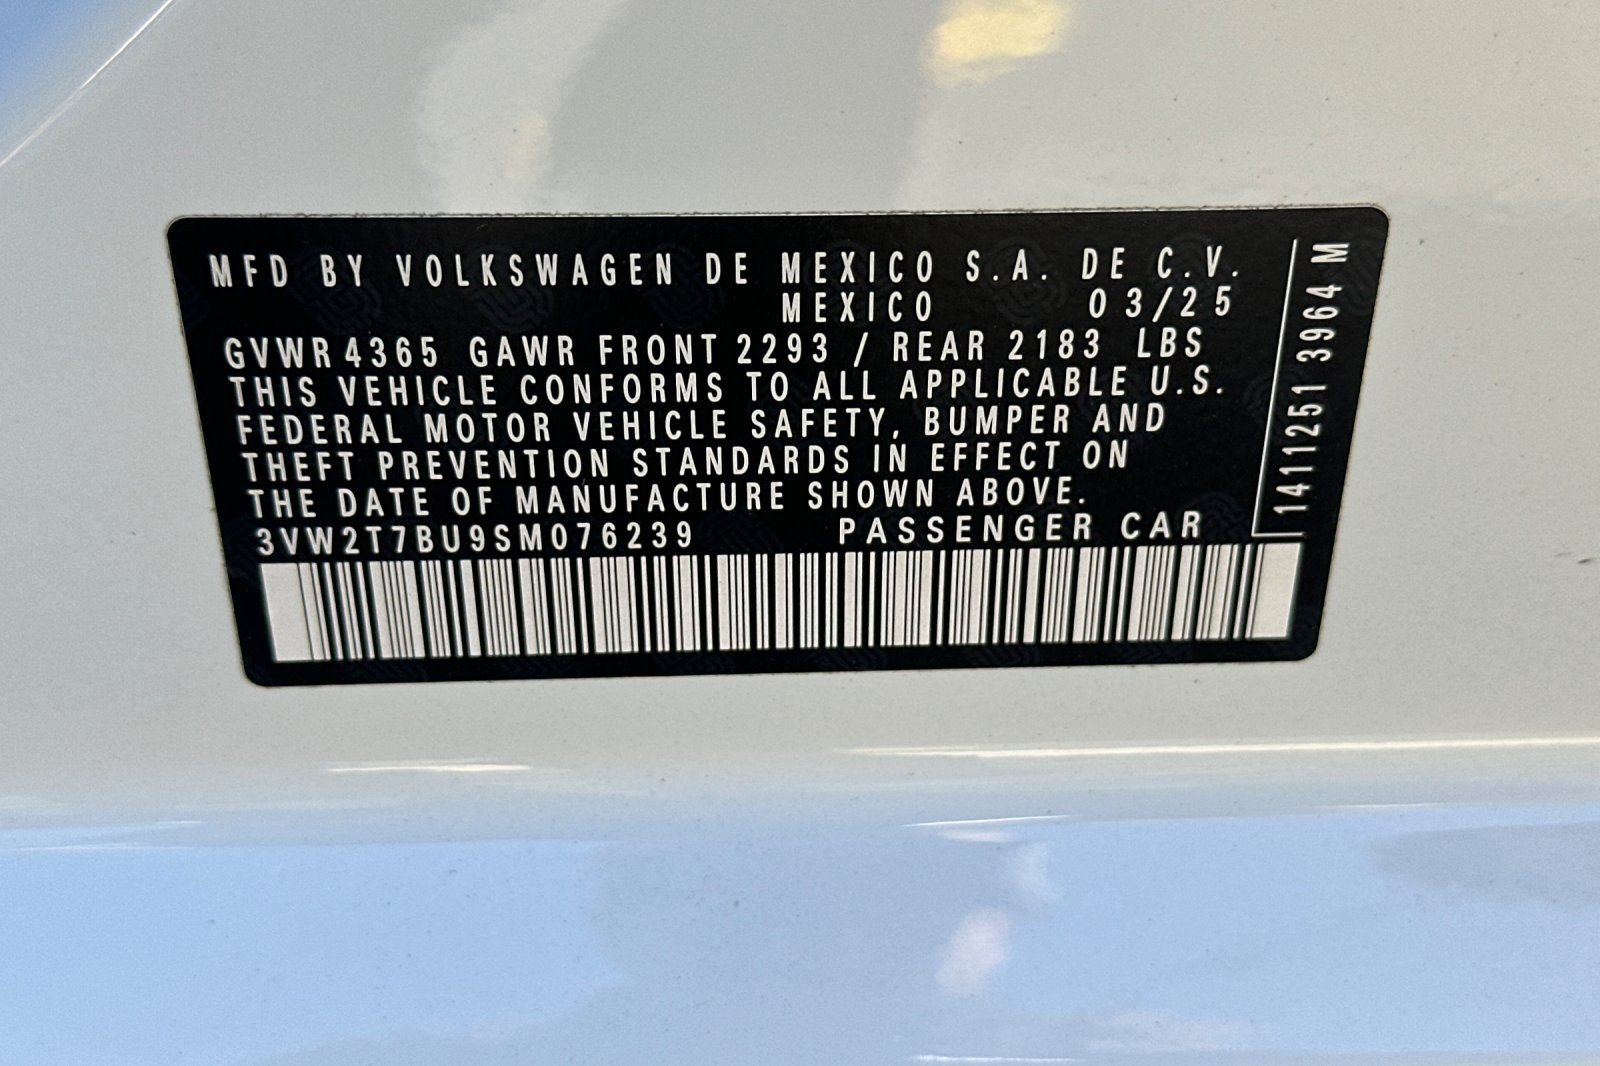 MFD BY VOLKSWAGEN DE MEXICO S.A. DE C.V.
MEXICO 03/25
GVWR 4365 GAWR FRONT 2293 / REAR 2183 LBS
THIS VEHICLE CONFORMS TO ALL APPLICABLE U.S.
FEDERAL MOTOR VEHICLE SAFETY, BUMPER AND
THEFT PREVENTION STANDARDS IN EFFECT ON
THE DATE OF MANUFACTURE SHOWN ABOVE.
3VW2T7BU9SM076239 PASSENGER CAR
1411251 3964 M